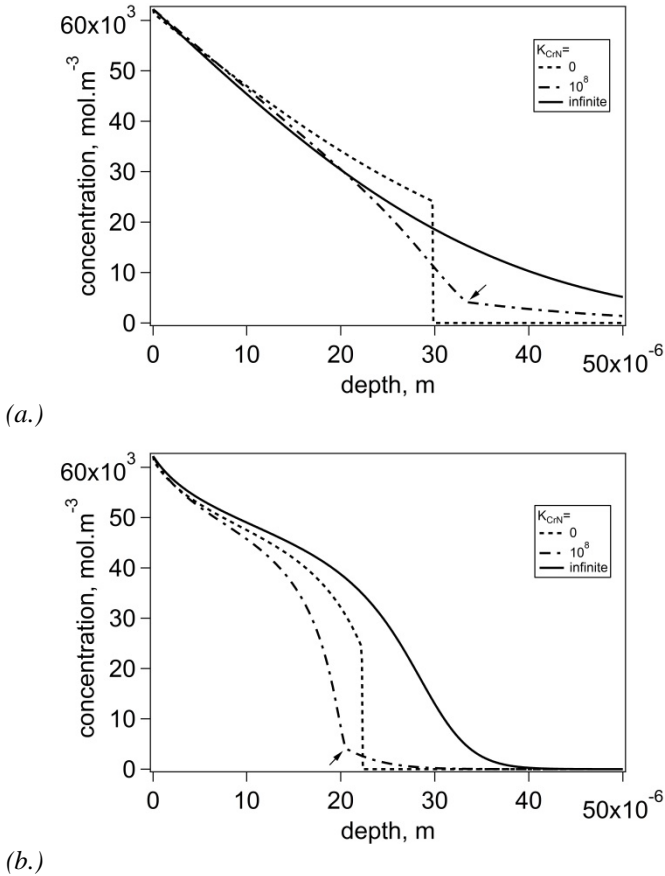 60x10³
50
40
30
20
10
0
concentration, mol.m⁻³
K_CrN=
0
10⁸
infinite
0 10 20 30 40 50x10⁻⁶
depth, m
(a.)
60x10³
50
40
30
20
10
0
concentration, mol.m⁻³
K_CrN=
0
10⁸
infinite
0 10 20 30 40 50x10⁻⁶
depth, m
(b.)